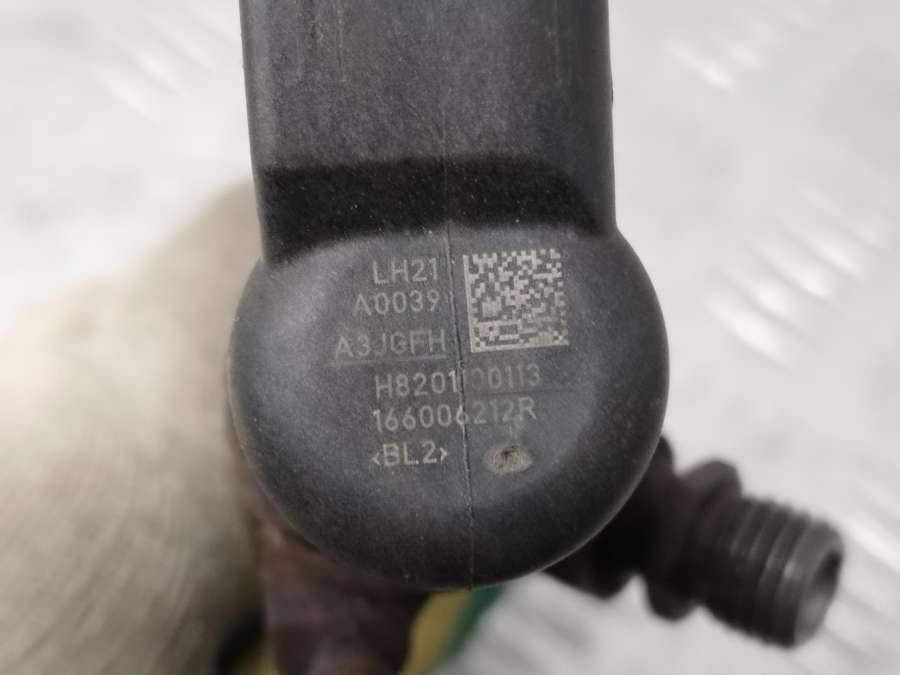 LH21
A0039
A3JGFH
H8201100113
166006212R
<BL2>